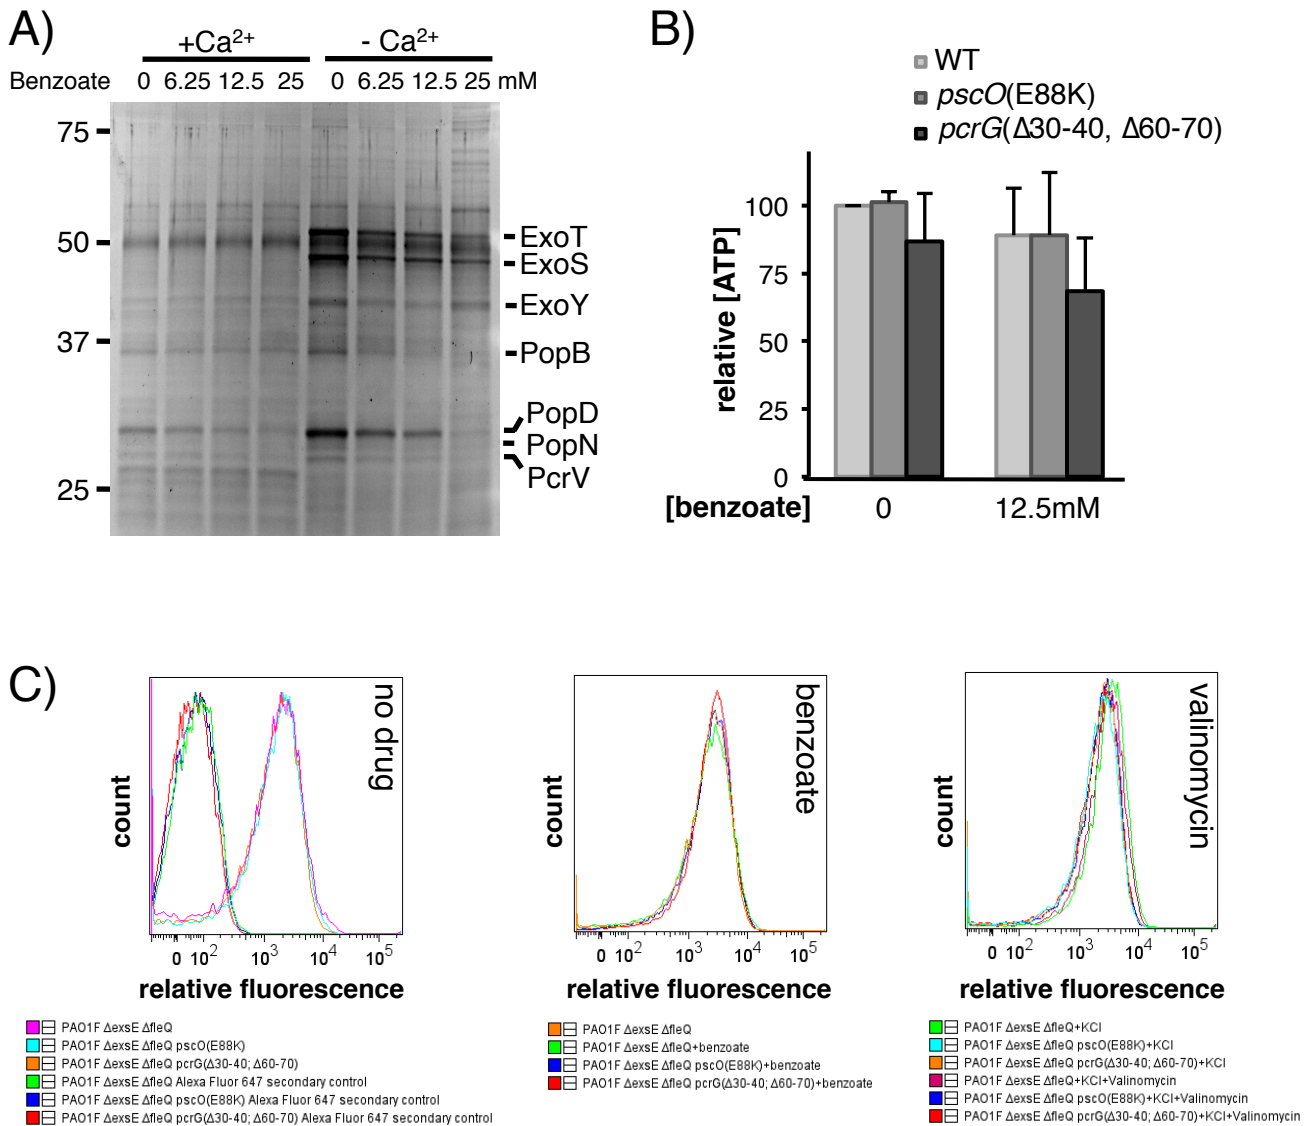 A)
+Ca2+ - Ca2+
Benzoate 0 6.25 12.5 25 0 6.25 12.5 25 mM
75
50
37
25
ExoT
ExoS
ExoY
PopB
PopD
PopN
PcrV
B)
WT
pscO(E88K)
pcrG(Δ30-40, Δ60-70)
relative [ATP]
100
75
50
25
0
[benzoate] 0 12.5mM
C)
no drug
count
0 10^2 10^3 10^4 10^5
relative fluorescence
PAO1F ΔexsE ΔfleQ
PAO1F ΔexsE ΔfleQ pscO(E88K)
PAO1F ΔexsE ΔfleQ pcrG(Δ30-40; Δ60-70)
PAO1F ΔexsE ΔfleQ Alexa Fluor 647 secondary control
PAO1F ΔexsE ΔfleQ pscO(E88K) Alexa Fluor 647 secondary control
PAO1F ΔexsE ΔfleQ pcrG(Δ30-40; Δ60-70) Alexa Fluor 647 secondary control
benzoate
count
0 10^2 10^3 10^4 10^5
relative fluorescence
PAO1F ΔexsE ΔfleQ
PAO1F ΔexsE ΔfleQ+benzoate
PAO1F ΔexsE ΔfleQ pscO(E88K)+benzoate
PAO1F ΔexsE ΔfleQ pcrG(Δ30-40; Δ60-70)+benzoate
valinomycin
count
0 10^2 10^3 10^4 10^5
relative fluorescence
PAO1F ΔexsE ΔfleQ+KCl
PAO1F ΔexsE ΔfleQ pscO(E88K)+KCl
PAO1F ΔexsE ΔfleQ pcrG(Δ30-40; Δ60-70)+KCl
PAO1F ΔexsE ΔfleQ+KCl+Valinomycin
PAO1F ΔexsE ΔfleQ pscO(E88K)+KCl+Valinomycin
PAO1F ΔexsE ΔfleQ pcrG(Δ30-40; Δ60-70)+KCl+Valinomycin